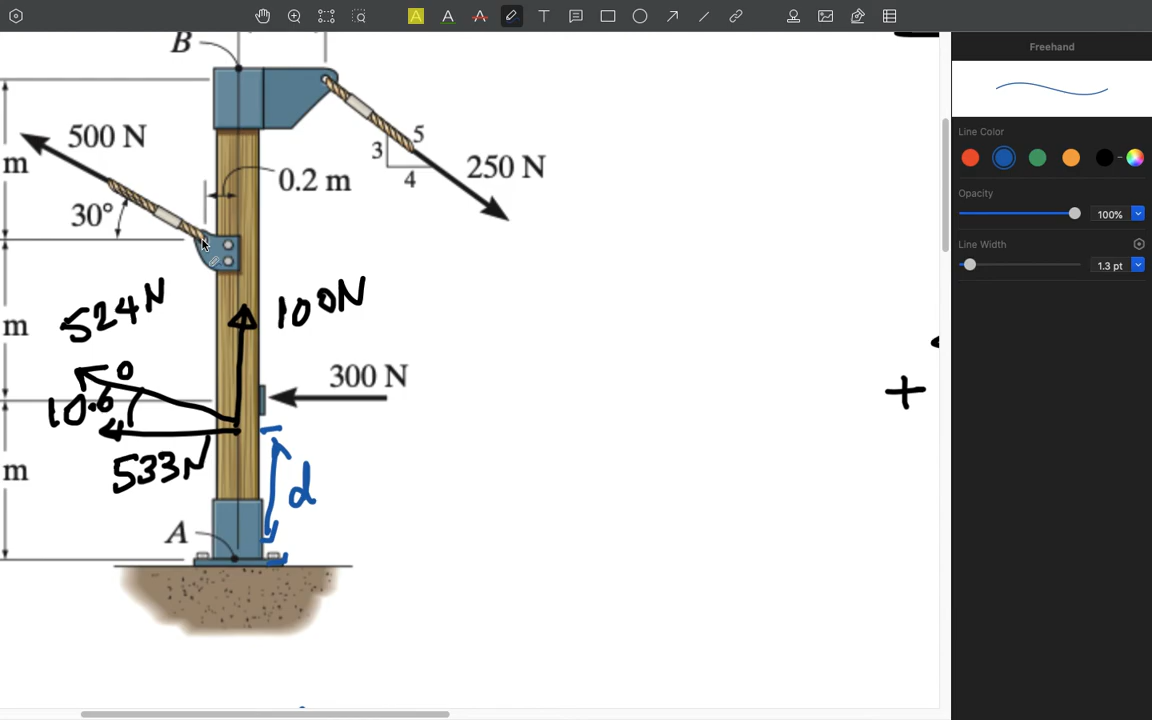 Freehand
B
Line Color
5
3
500 N
m
4
250 N
0.2 m
Opacity
100%
30°
Line Width
1.3 pt
524N
100N
m
300 N
10.60
+
533N
m
d
A